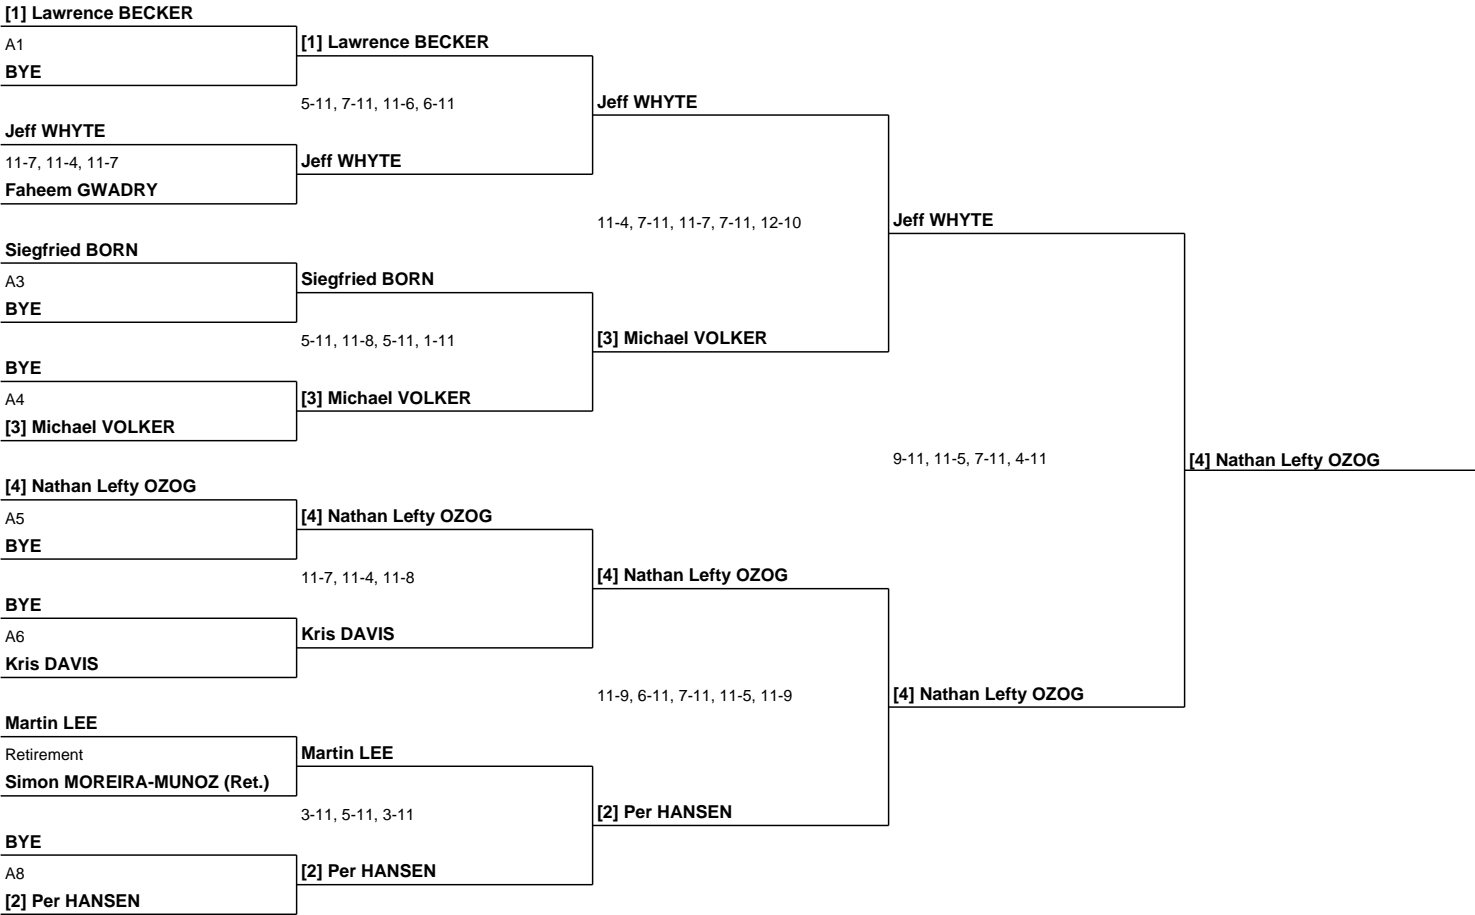 [1] Lawrence BECKER
A1
BYE
[1] Lawrence BECKER
5-11, 7-11, 11-6, 6-11
Jeff WHYTE
Jeff WHYTE
11-7, 11-4, 11-7
Faheem GWADRY
Jeff WHYTE
11-4, 7-11, 11-7, 7-11, 12-10
Jeff WHYTE
Siegfried BORN
A3
BYE
Siegfried BORN
5-11, 11-8, 5-11, 1-11
[3] Michael VOLKER
BYE
A4
[3] Michael VOLKER
[3] Michael VOLKER
9-11, 11-5, 7-11, 4-11
[4] Nathan Lefty OZOG
[4] Nathan Lefty OZOG
A5
BYE
[4] Nathan Lefty OZOG
11-7, 11-4, 11-8
[4] Nathan Lefty OZOG
BYE
A6
Kris DAVIS
Kris DAVIS
11-9, 6-11, 7-11, 11-5, 11-9
[4] Nathan Lefty OZOG
Martin LEE
Retirement
Simon MOREIRA-MUNOZ (Ret.)
Martin LEE
3-11, 5-11, 3-11
[2] Per HANSEN
BYE
A8
[2] Per HANSEN
[2] Per HANSEN